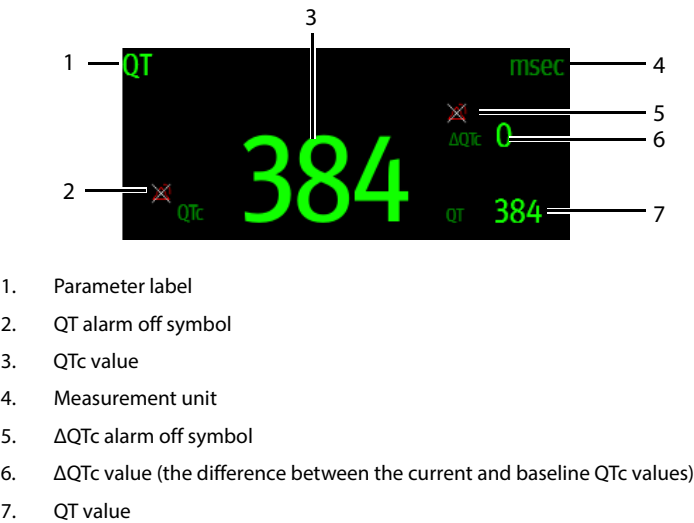 3
1 QT msec 4
5
ΔQTc 0 6
384
2 QTc QT 384 7
1. Parameter label
2. QT alarm off symbol
3. QTc value
4. Measurement unit
5. ΔQTc alarm off symbol
6. ΔQTc value (the difference between the current and baseline QTc values)
7. QT value